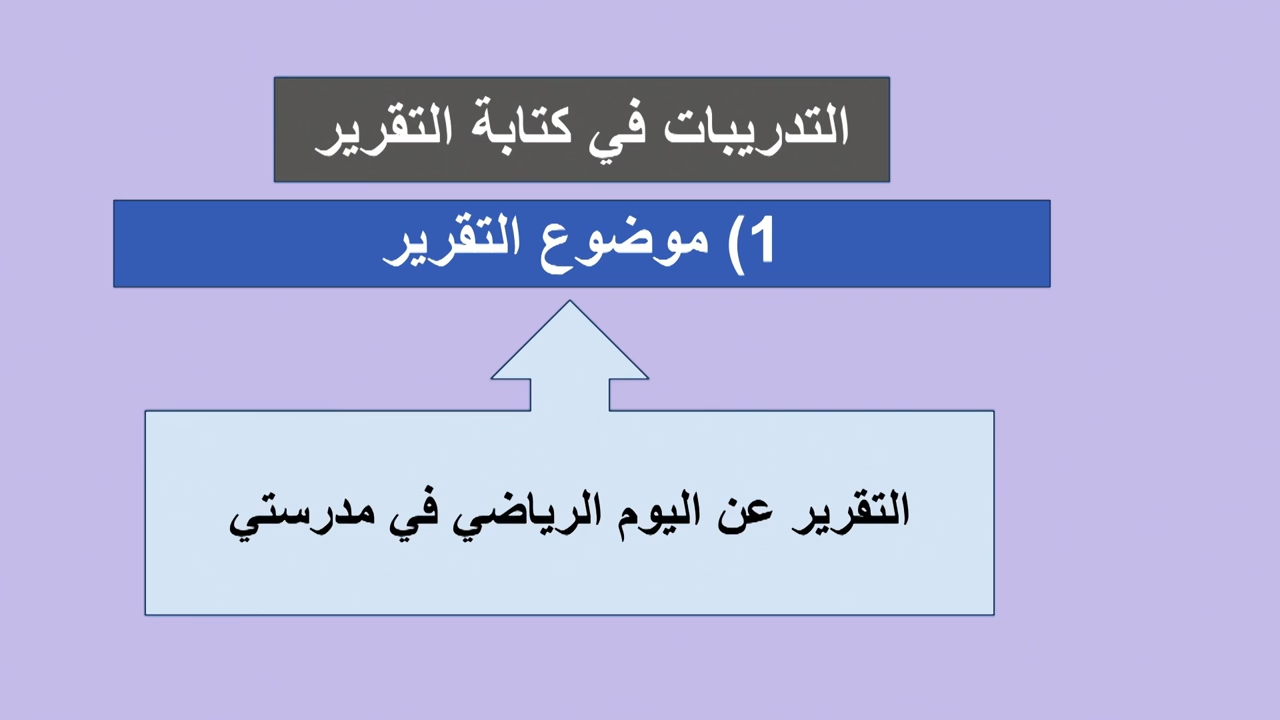 التدريبات في كتابة التقرير
1) موضوع التقرير
التقرير عن اليوم الرياضي في مدرستي